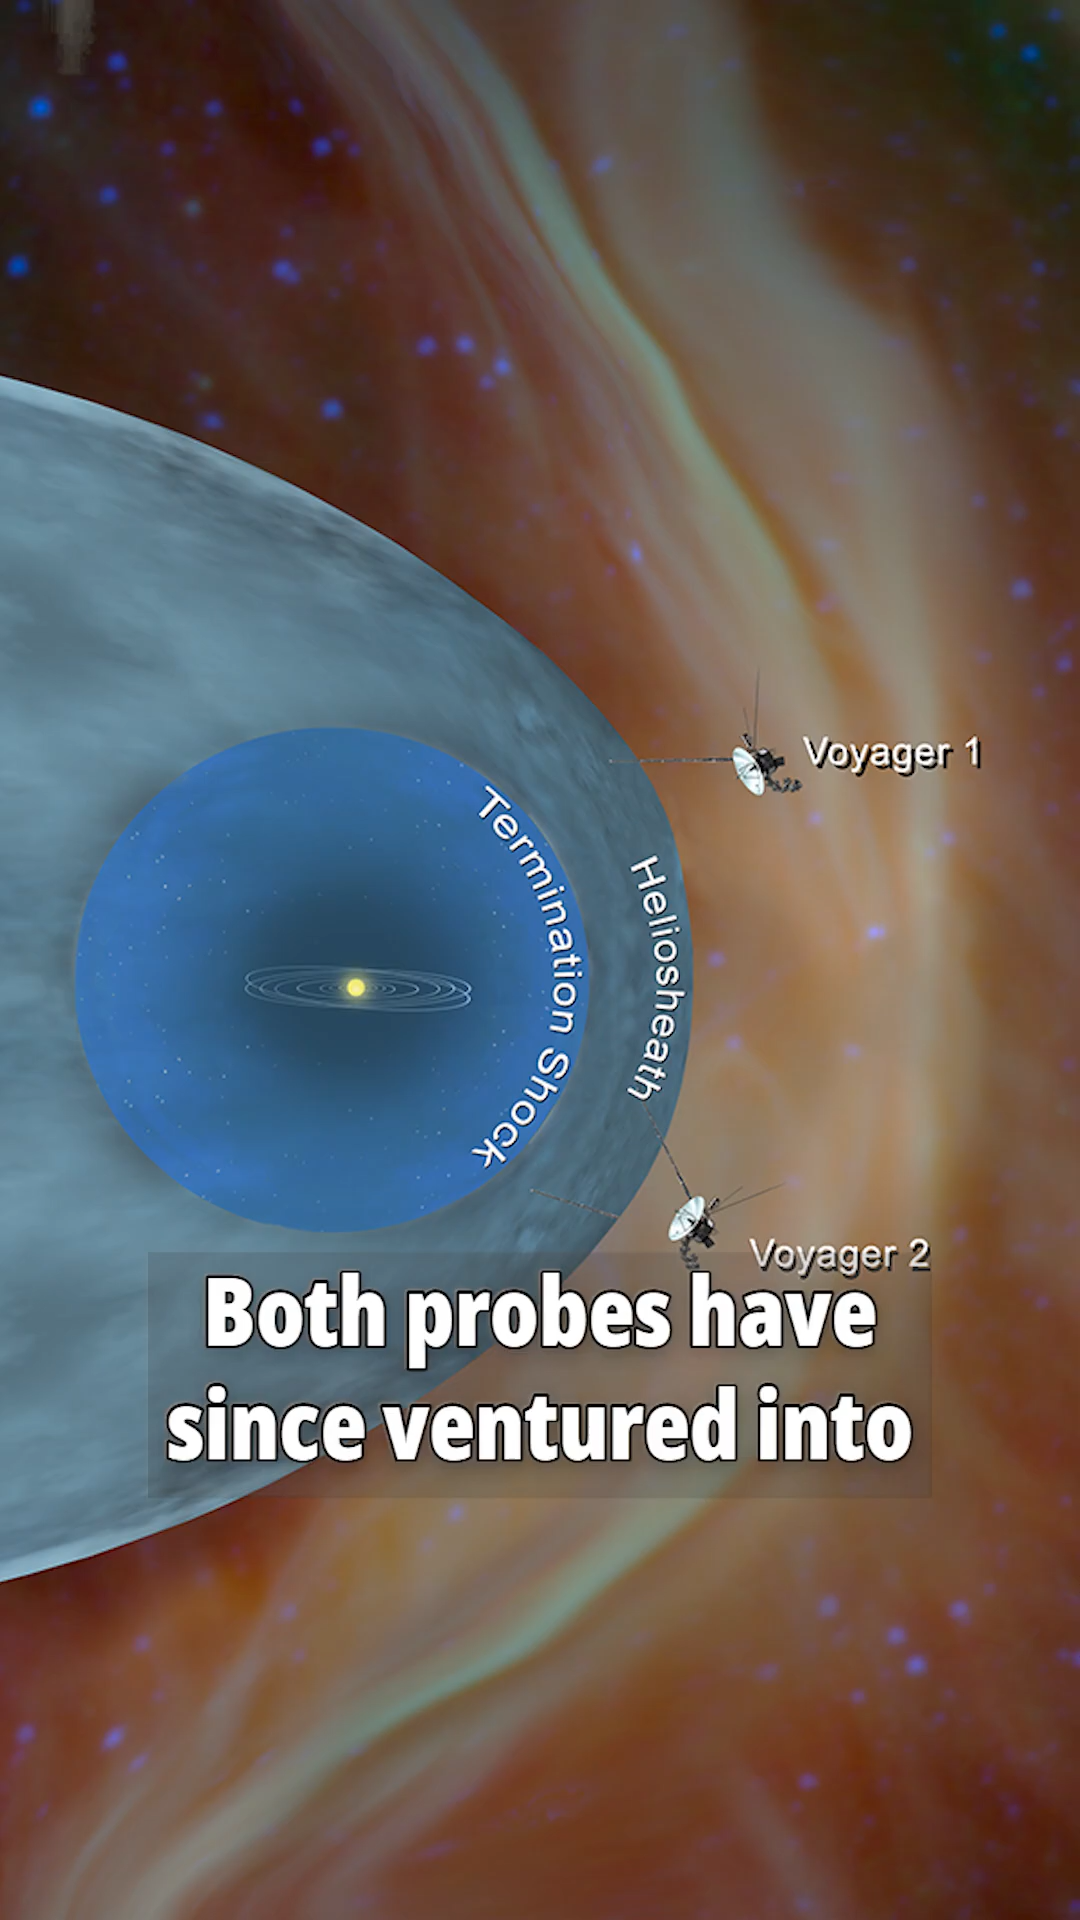 Voyager 1
Termination Shock
Heliosheath
Voyager 2
Both probes have
since ventured into